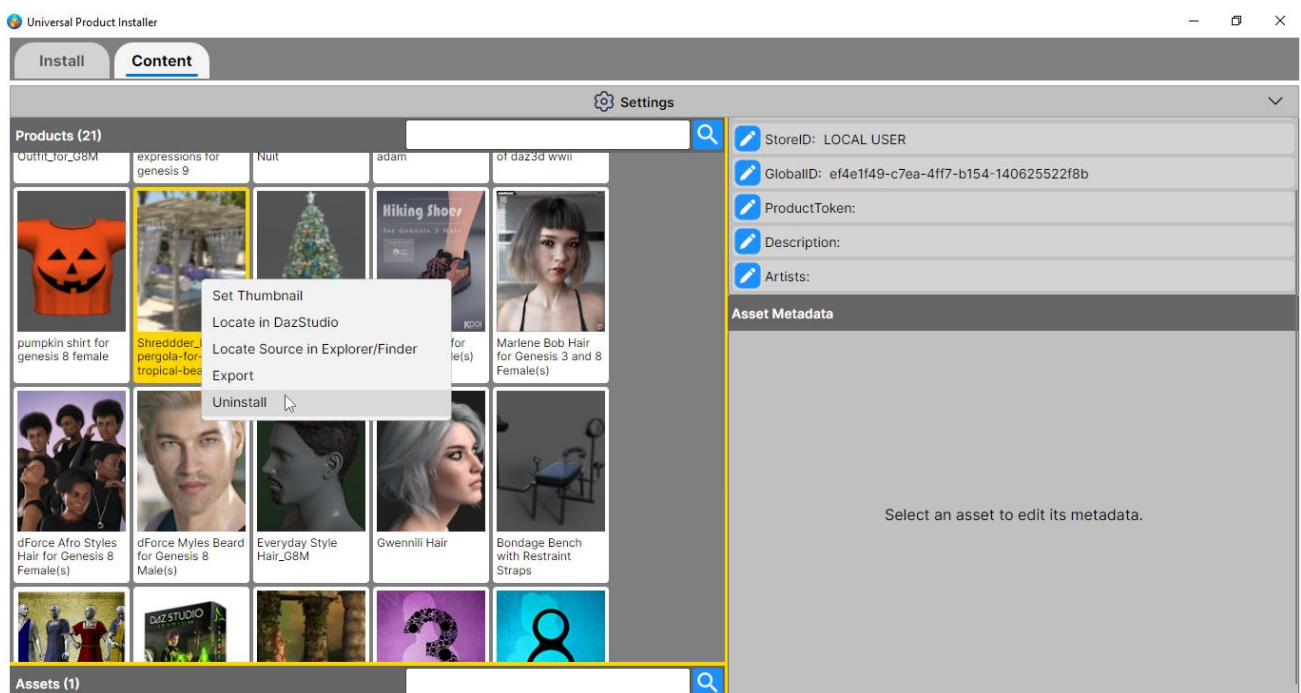 Universal Product Installer
Install
Content
Settings
Products (21)
Outfit_for_G8M
expressions for
genesis 9
Nuit
adam
of daz3d wwii
pumpkin shirt for
genesis 8 female
Shreddder_
pergola-for-
tropical-bea
Hiking Shoes
for Genesis 3 Male
for
le(s)
Marlene Bob Hair
for Genesis 3 and 8
Female(s)
Set Thumbnail
Locate in DazStudio
Locate Source in Explorer/Finder
Export
Uninstall
dForce Afro Styles
Hair for Genesis 8
Female(s)
dForce Myles Beard
for Genesis 8
Male(s)
Everyday Style
Hair_G8M
Gwennili Hair
Bondage Bench
with Restraint
Straps
DAZ STUDIO
3
8
Assets (1)
StoreID: LOCAL USER
GlobalID: ef4e1f49-c7ea-4ff7-b154-140625522f8b
ProductToken:
Description:
Artists:
Asset Metadata
Select an asset to edit its metadata.